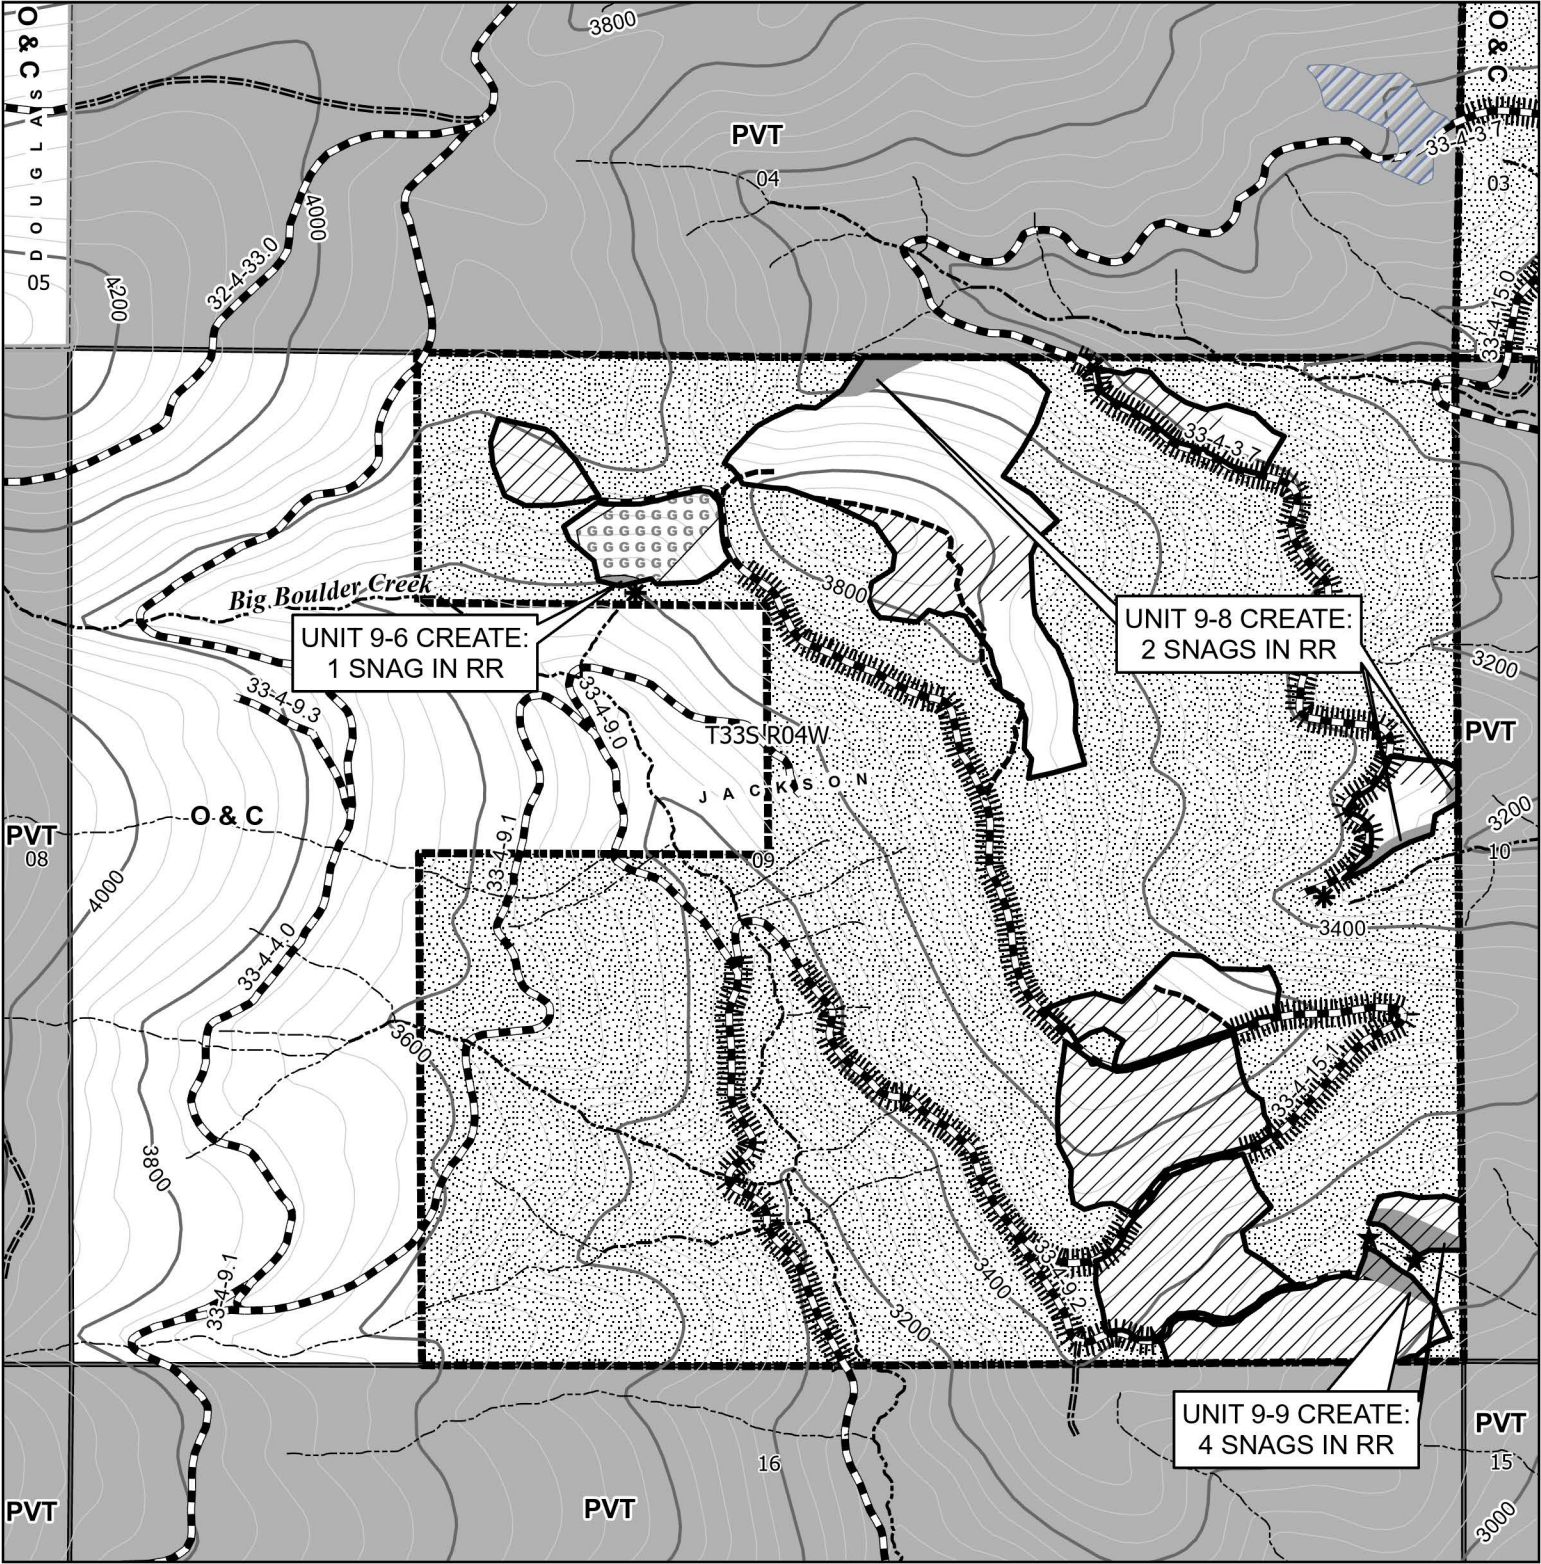 O & C
DOUGLAS
05
3800
PVT
04
O & C
33-4-3.7
03
4000
32-4-33.0
4200
33-4-15.0
33-4-3.7
G G G
G G G G G G
G G G G G G G
G G G G G G G
G G G G G
Big Boulder Creek
3800
UNIT 9-6 CREATE:
1 SNAG IN RR
UNIT 9-8 CREATE:
2 SNAGS IN RR
3200
33-4-9.3
33-4-9.0
T33S R04W
PVT
JACKSON
O & C
PVT
08
33-4-9.1
09
3200
10
4000
3400
33-4-4.0
3600
33-4-15.1
3800
33-4-9.1
33-4-9.2
3400
3200
UNIT 9-9 CREATE:
4 SNAGS IN RR
PVT
15
16
PVT
PVT
3000